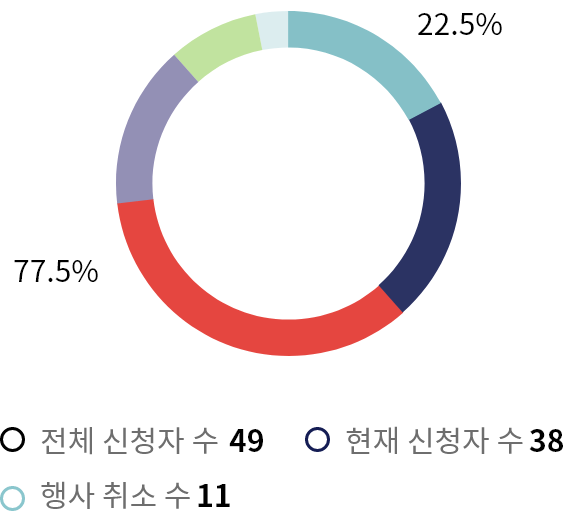 22.5%
77.5%
전체 신청자 수 49
현재 신청자 수 38
행사 취소 수 11